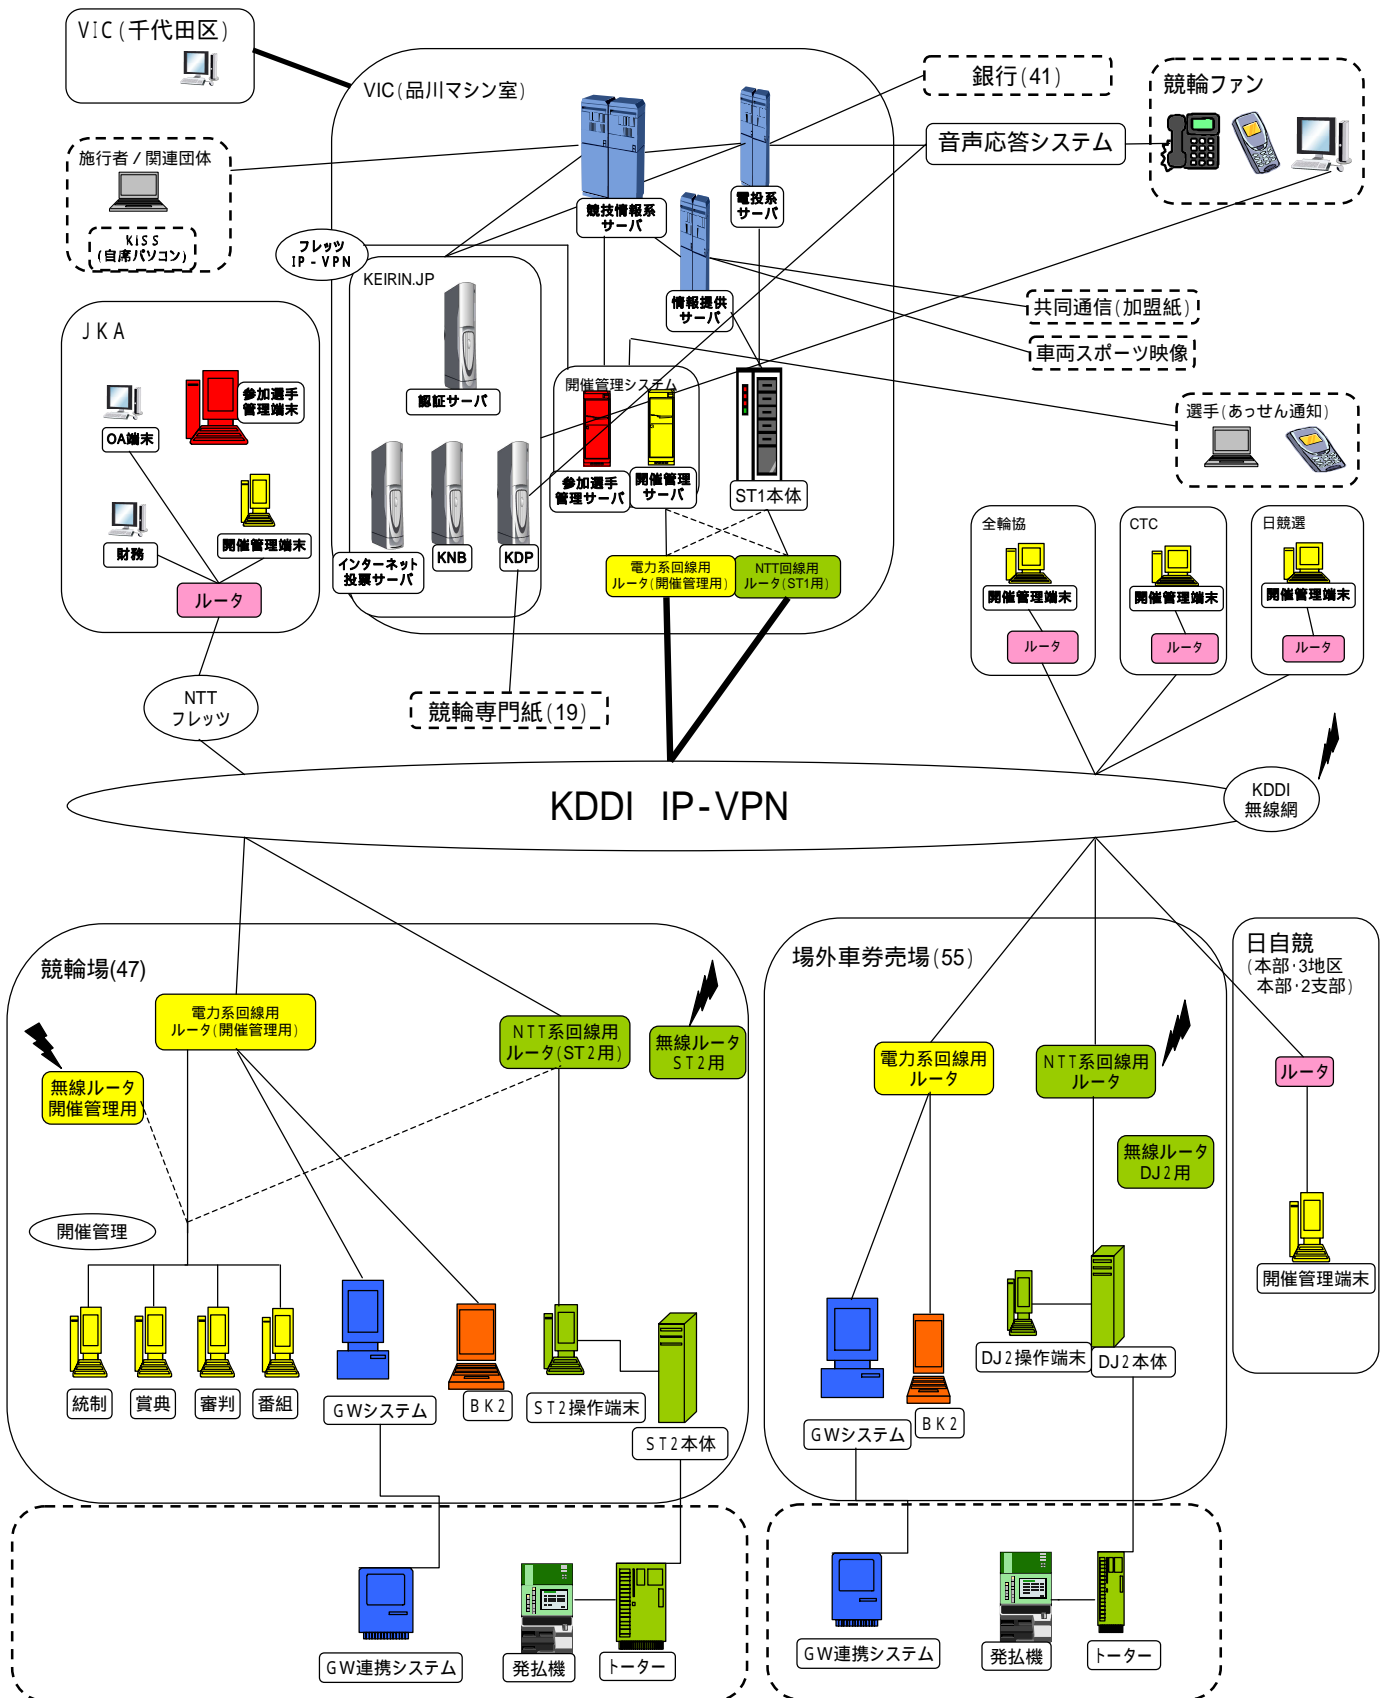 VIC(千代田区)
VIC(品川マシン室)
銀行(41)
競輪ファン
音声応答システム
施行者/関連団体
KiSS
(自席パソコン)
競技情報系
サーバ
電投系
サーバ
フレッツ
IP-VPN
KEIRIN.JP
情報提供
サーバ
共同通信(加盟紙)
車両スポーツ映像
JKA
参加選手
管理端末
OA端末
認証サーバ
開催管理システム
選手(あっせん通知)
財務
開催管理端末
インターネット
投票サーバ
KNB
KDP
参加選手
管理サーバ
開催管理
サーバ
ST1本体
電力系回線用
ルータ(開催管理用)
NTT回線用
ルータ(ST1用)
全輪協
開催管理端末
ルータ
CTC
開催管理端末
ルータ
日競選
開催管理端末
ルータ
ルータ
NTT
フレッツ
競輪専門紙(19)
KDDI IP-VPN
KDDI
無線網
競輪場(47)
電力系回線用
ルータ(開催管理用)
NTT系回線用
ルータ(ST2用)
無線ルータ
ST2用
無線ルータ
開催管理用
開催管理
統制
賞典
審判
番組
GWシステム
BK2
ST2操作端末
ST2本体
場外車券売場(55)
電力系回線用
ルータ
NTT系回線用
ルータ
無線ルータ
DJ2用
GWシステム
BK2
DJ2操作端末
DJ2本体
日自競
(本部・3地区
本部・2支部)
ルータ
開催管理端末
GW連携システム
発払機
トーター
GW連携システム
発払機
トーター